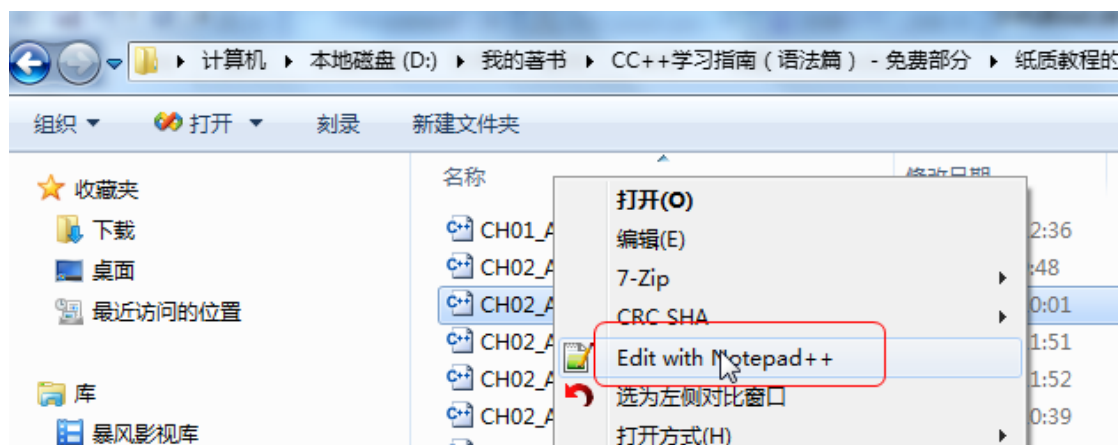 计算机 ▸ 本地磁盘 (D:) ▸ 我的著书 ▸ CC++学习指南（语法篇） - 免费部分 ▸ 纸质教程的
组织 打开 刻录 新建文件夹
收藏夹
下载
桌面
最近访问的位置
库
暴风影视库
名称 修改日期
CH01_A
CH02_A
CH02_A
CH02_A
CH02_A
CH02_A
打开(O)
编辑(E)
7-Zip
CRC SHA
Edit with Notepad++
选为左侧对比窗口
打开方式(H)
2:36
:48
0:01
1:51
1:52
0:39